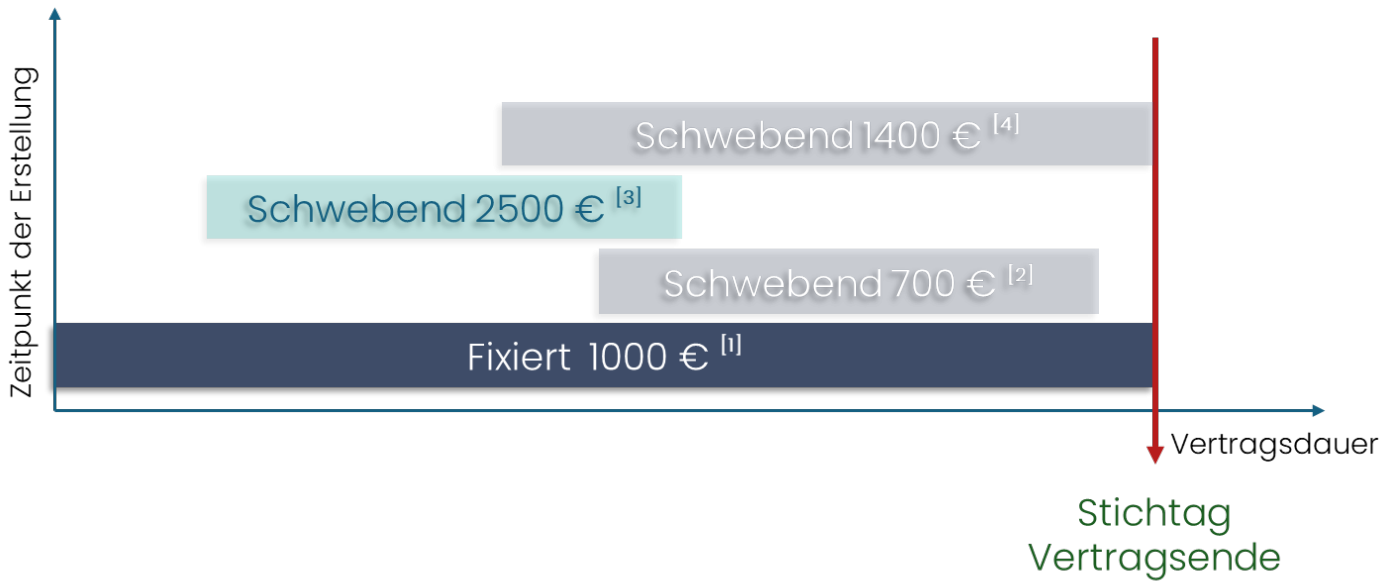 Zeitpunkt der Erstellung
Schwebend 1400 € [4]
Schwebend 2500 € [3]
Schwebend 700 € [2]
Fixiert 1000 € [1]
Vertragsdauer
Stichtag
Vertragsende